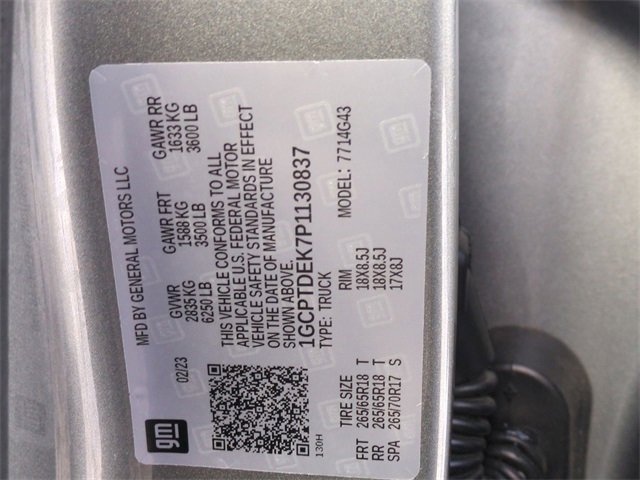 MFD BY GENERAL MOTORS LLC
02/23
GVWR GAWR FRT GAWR RR
2835 KG 1588 KG 1633 KG
6250 LB 3500 LB 3600 LB
THIS VEHICLE CONFORMS TO ALL
APPLICABLE U.S. FEDERAL MOTOR
VEHICLE SAFETY STANDARDS IN EFFECT
ON THE DATE OF MANUFACTURE
SHOWN ABOVE.
1GCPTDEK7P1130837
TYPE: TRUCK MODEL: 7714G43
gm
130H
TIRE SIZE RIM
FRT 265/65R18 T 18X8.5J
RR 265/65R18 T 18X8.5J
SPA 265/70R17 S 17X8J